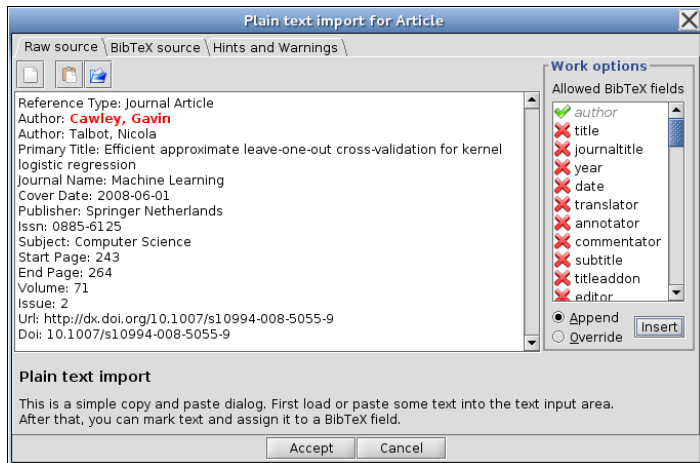 Plain text import for Article
Raw source
BibTeX source
Hints and Warnings
Reference Type: Journal Article
Author: Cawley, Gavin
Author: Talbot, Nicola
Primary Title: Efficient approximate leave-one-out cross-validation for kernel
logistic regression
Journal Name: Machine Learning
Cover Date: 2008-06-01
Publisher: Springer Netherlands
Issn: 0885-6125
Subject: Computer Science
Start Page: 243
End Page: 264
Volume: 71
Issue: 2
Url: http://dx.doi.org/10.1007/s10994-008-5055-9
Doi: 10.1007/s10994-008-5055-9
Work options
Allowed BibTeX fields
author
title
journaltitle
year
date
translator
annotator
commentator
subtitle
titleaddon
editor
Append
Override
Insert
Plain text import
This is a simple copy and paste dialog. First load or paste some text into the text input area.
After that, you can mark text and assign it to a BibTeX field.
Accept
Cancel